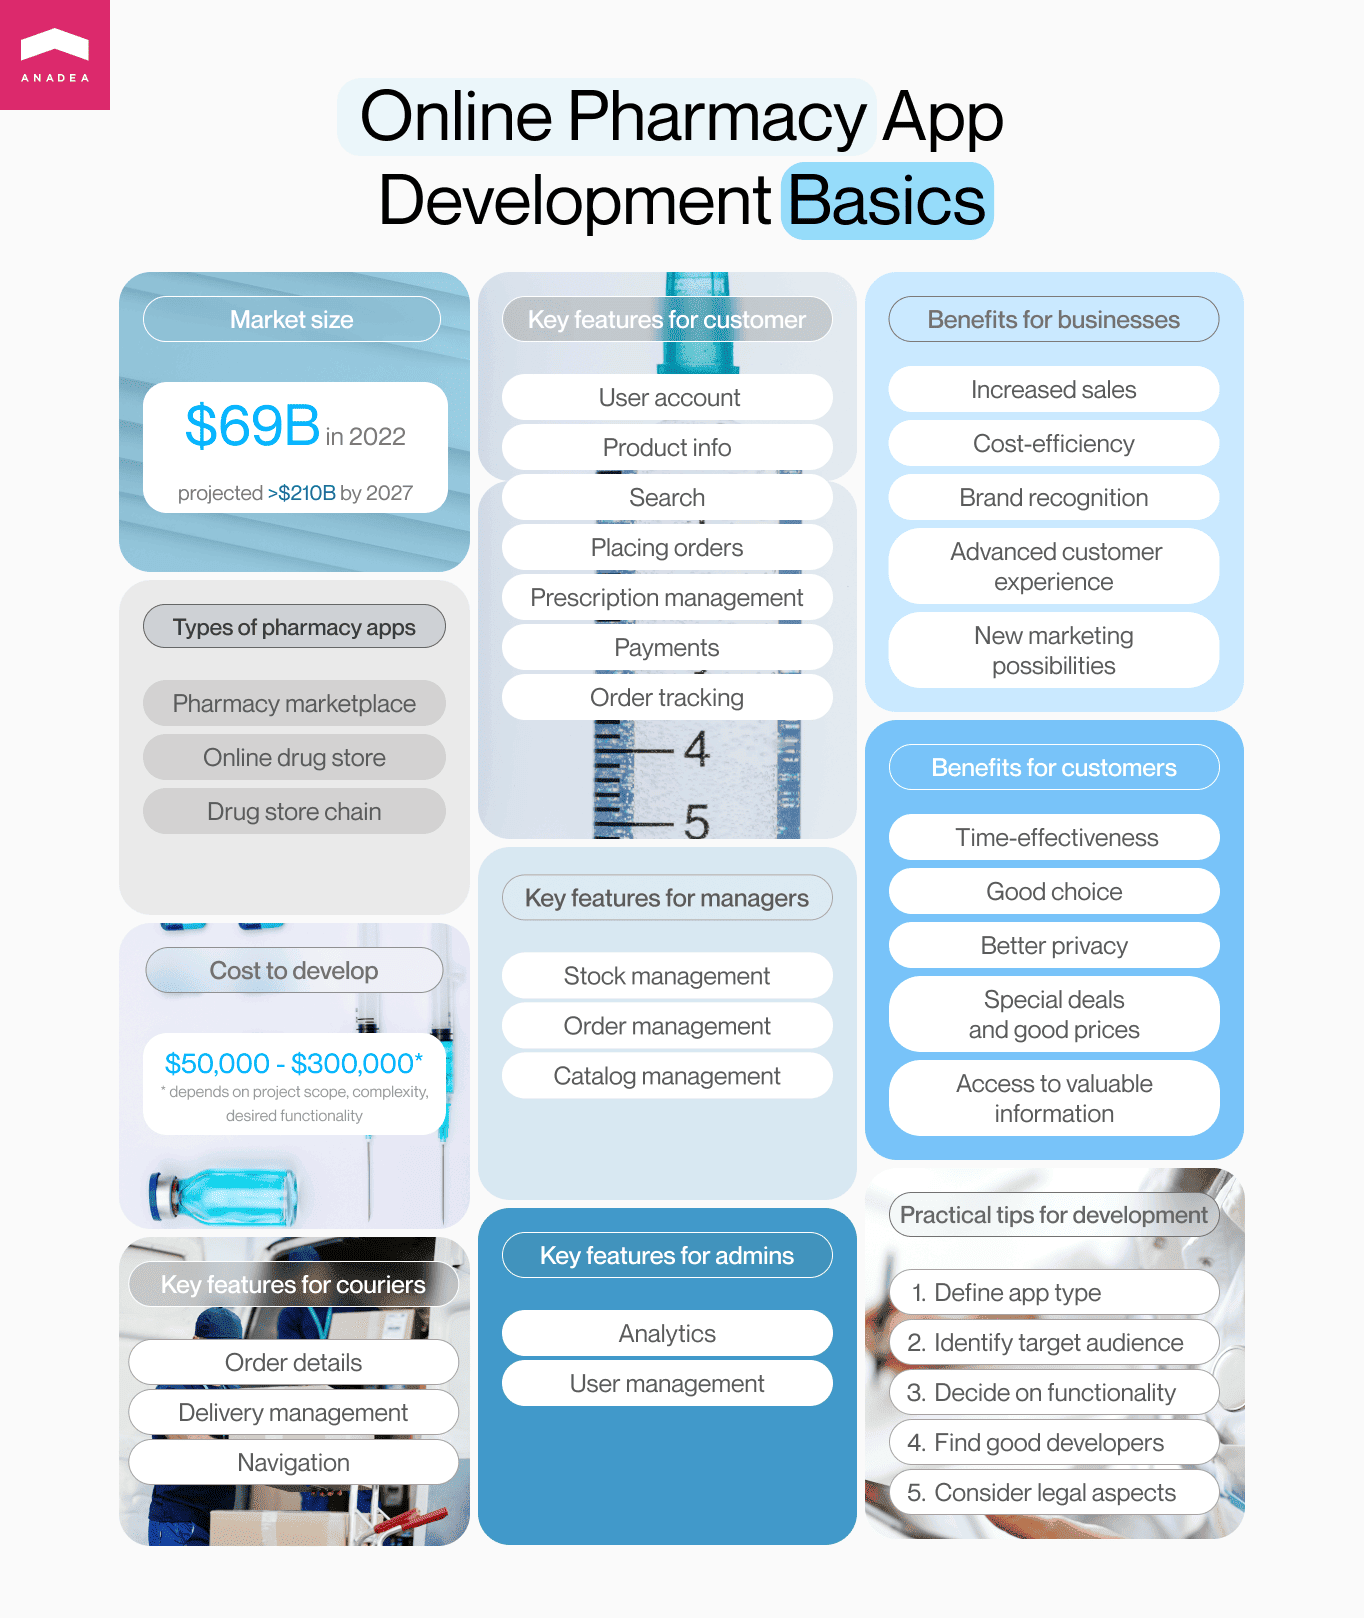 ANADEA
Online Pharmacy App
Development Basics
Market size
$69B in 2022
projected >$210B by 2027
Types of pharmacy apps
Pharmacy marketplace
Online drug store
Drug store chain
Cost to develop
$50,000 - $300,000*
* depends on project scope, complexity,
desired functionality
Key features for couriers
Order details
Delivery management
Navigation
Key features for customer
User account
Product info
Search
Placing orders
Prescription management
Payments
Order tracking
4
5
Key features for managers
Stock management
Order management
Catalog management
Key features for admins
Analytics
User management
Benefits for businesses
Increased sales
Cost-efficiency
Brand recognition
Advanced customer
experience
New marketing
possibilities
Benefits for customers
Time-effectiveness
Good choice
Better privacy
Special deals
and good prices
Access to valuable
information
Practical tips for development
1. Define app type
2. Identify target audience
3. Decide on functionality
4. Find good developers
5. Consider legal aspects